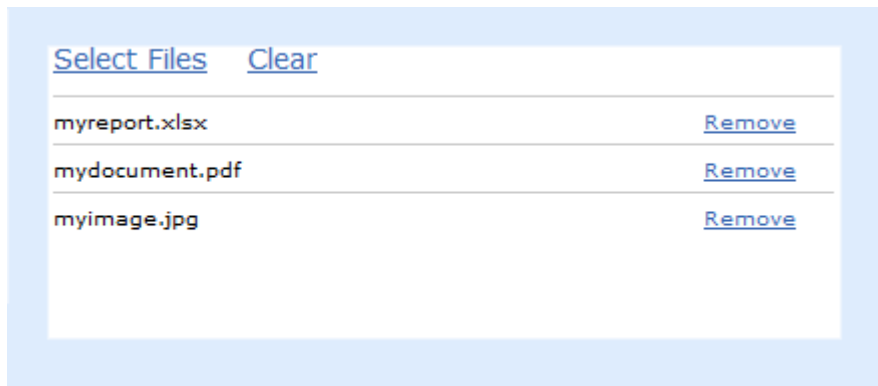 Select Files Clear
myreport.xlsx Remove
mydocument.pdf Remove
myimage.jpg Remove